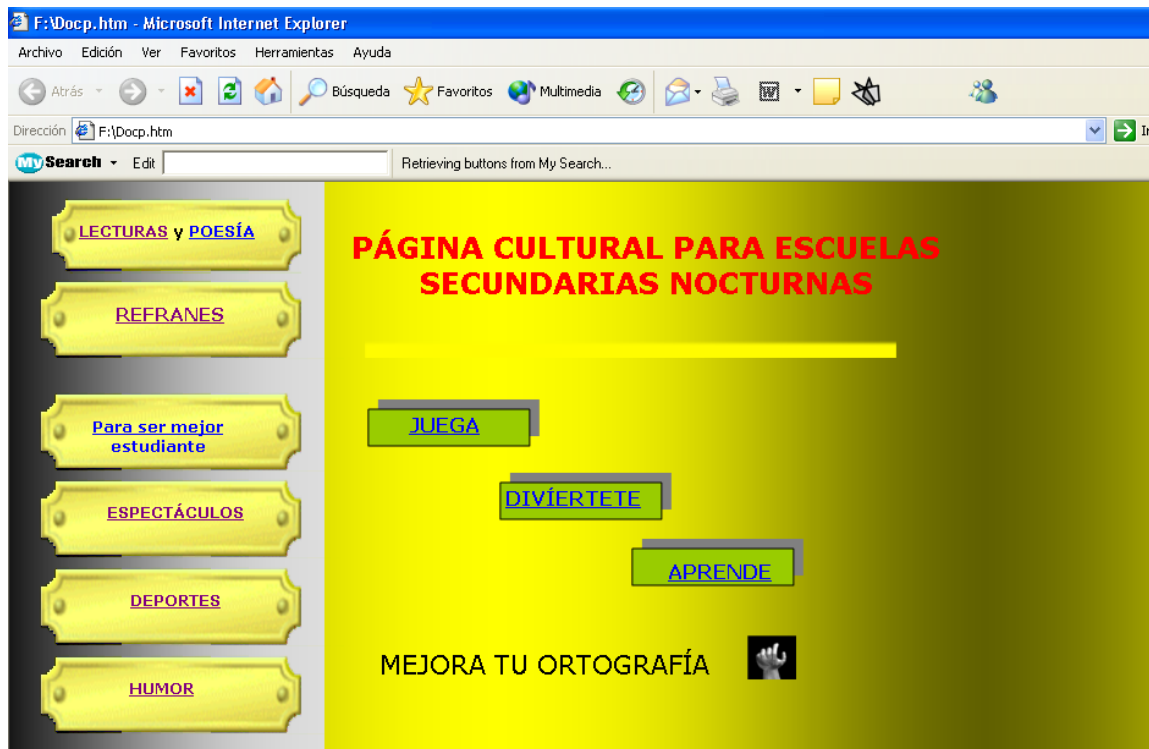 F:\Docp.htm - Microsoft Internet Explorer
Archivo Edición Ver Favoritos Herramientas Ayuda
Atrás Búsqueda Favoritos Multimedia
Dirección F:\Docp.htm
My Search Edit Retrieving buttons from My Search...
LECTURAS y POESÍA
REFRANES
Para ser mejor
estudiante
ESPECTÁCULOS
DEPORTES
HUMOR
PÁGINA CULTURAL PARA ESCUELAS
SECUNDARIAS NOCTURNAS
JUEGA
DIVÍERTETE
APRENDE
MEJORA TU ORTOGRAFÍA